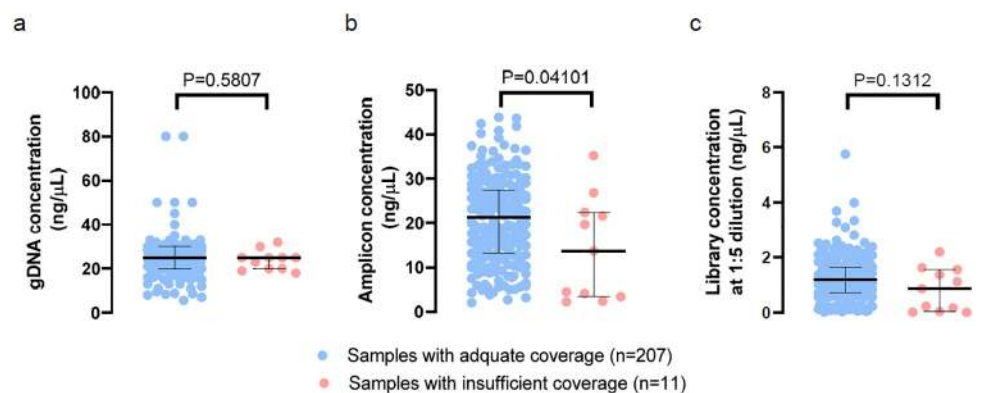 a
P=0.5807
gDNA concentration
(ng/μL)
100
80
60
40
20
0
b
P=0.04101
Amplicon concentration
(ng/μL)
50
40
30
20
10
0
c
P=0.1312
Library concentration
at 1:5 dilution (ng/μL)
8
6
4
2
0
Samples with adquate coverage (n=207)
Samples with insufficient coverage (n=11)